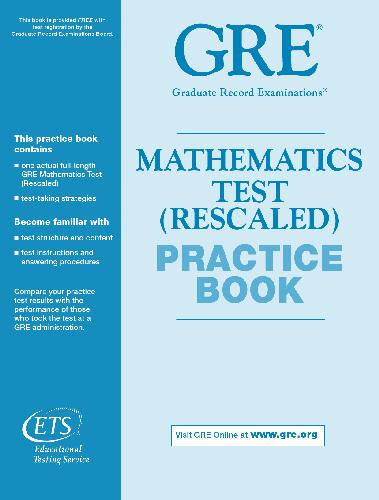 This book is provided FREE with
test registration by the
Graduate Record Examinations Board.
GRE®
Graduate Record Examinations®
This practice book
contains
■ one actual full-length
GRE Mathematics Test
(Rescaled)
■ test-taking strategies
Become familiar with
■ test structure and content
■ test instructions and
answering procedures
Compare your practice
test results with the
performance of those
who took the test at a
GRE administration.
MATHEMATICS
TEST
(RESCALED)
PRACTICE
BOOK
ETS
Educational
Testing Service
Visit GRE Online at www.gre.org